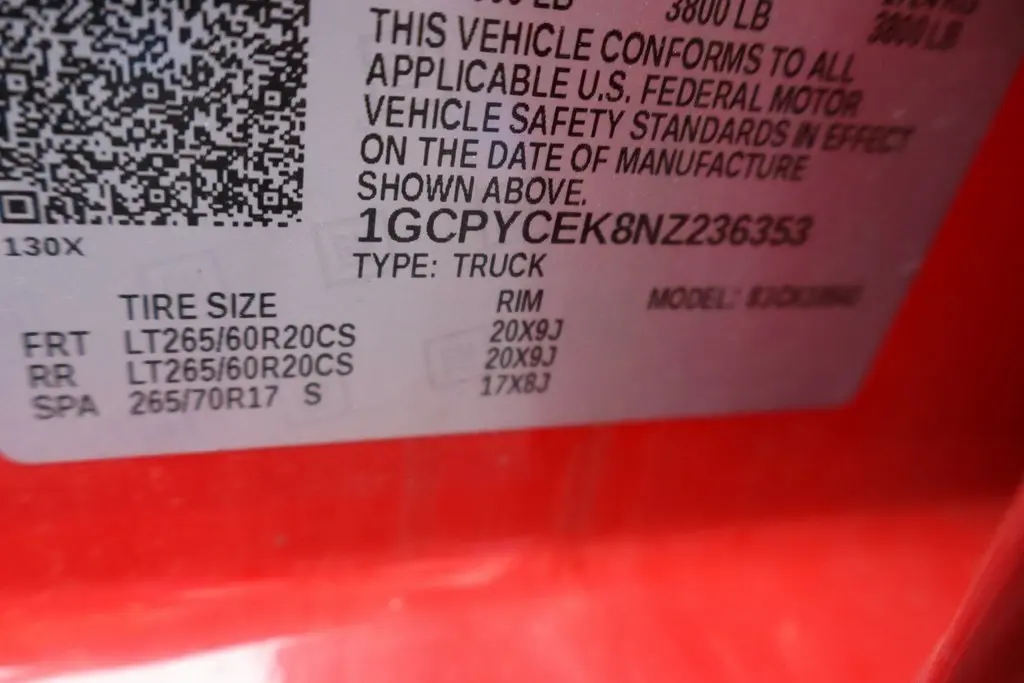 3800 LB
3800 LB
THIS VEHICLE CONFORMS TO ALL
APPLICABLE U.S. FEDERAL MOTOR
VEHICLE SAFETY STANDARDS IN EFFECT
ON THE DATE OF MANUFACTURE
SHOWN ABOVE.
130X
1GCPYCEK8NZ236353
TYPE: TRUCK
TIRE SIZE RIM MODEL:
FRT LT265/60R20CS 20X9J
RR LT265/60R20CS 20X9J
SPA 265/70R17 S 17X8J